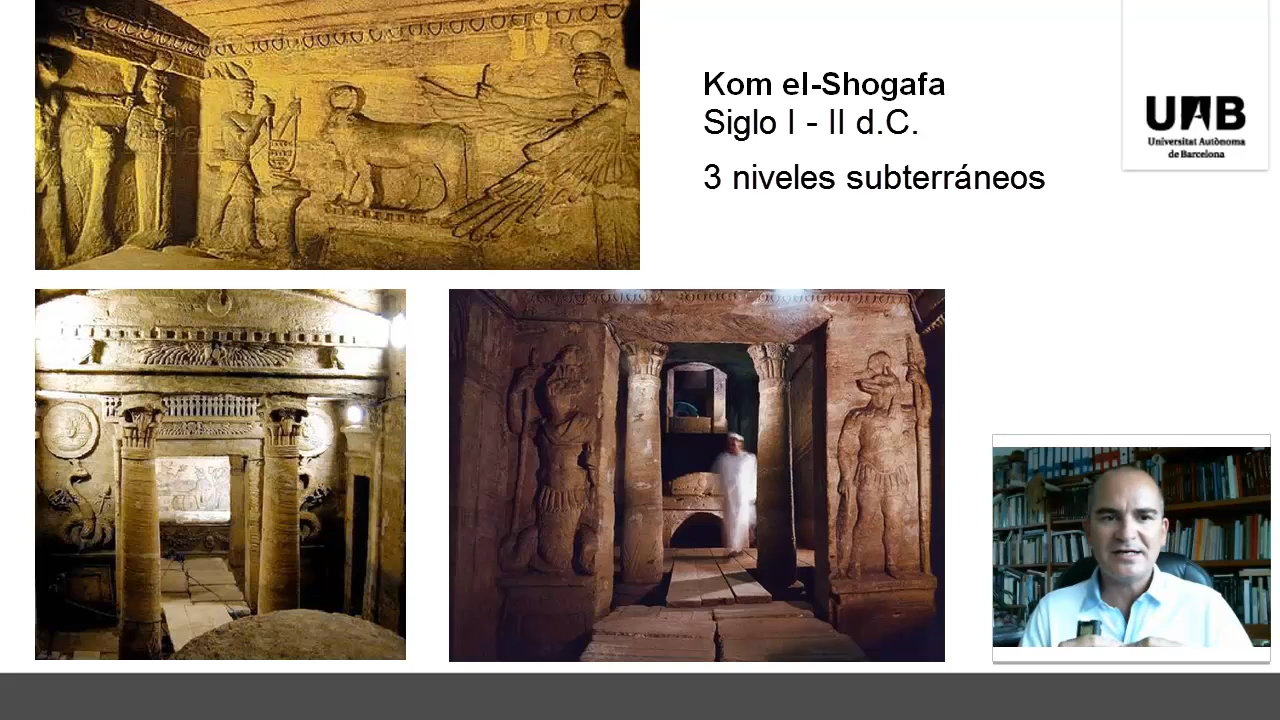 Kom el-Shogafa
Siglo I - II d.C.
3 niveles subterráneos
UAB
Universitat Autònoma
de Barcelona